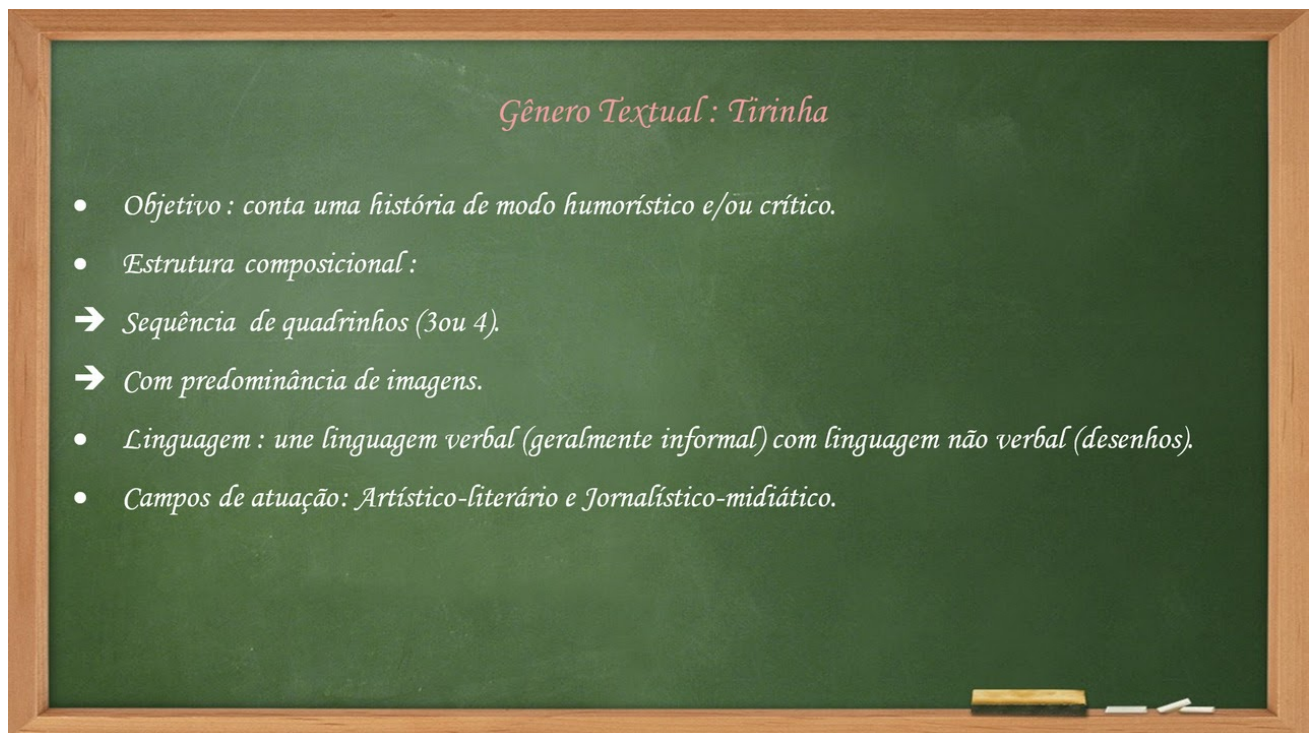 Gênero Textual : Tirinha
• Objetivo : conta uma história de modo humorístico e/ou crítico.
• Estrutura composicional :
➔ Sequência de quadrinhos (3ou 4).
➔ Com predominância de imagens.
• Linguagem : une linguagem verbal (geralmente informal) com linguagem não verbal (desenhos).
• Campos de atuação: Artístico-literário e Jornalístico-midiático.